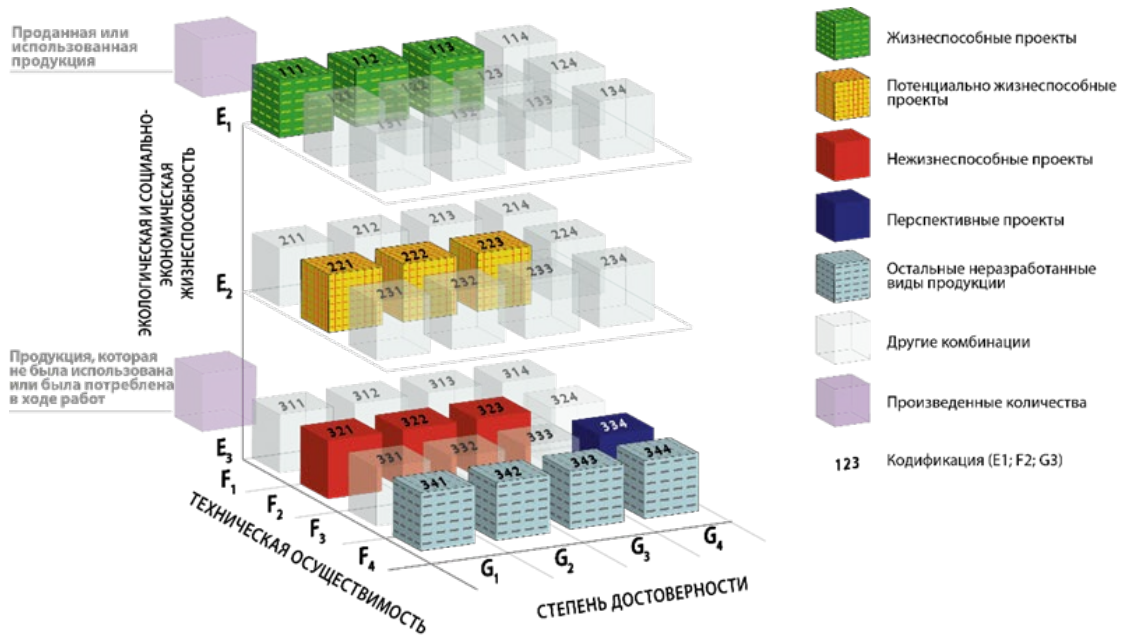 Проданная или
использованная
продукция
ЭКОЛОГИЧЕСКАЯ И СОЦИАЛЬНО-
ЭКОНОМИЧЕСКАЯ
ЖИЗНЕСПОСОБНОСТЬ
Продукция, которая
не была использована
или была потреблена
в ходе работ
E1
111
112
113
114
121
122
123
124
131
132
133
134
E2
211
212
213
214
221
222
223
224
231
232
233
234
E3
311
312
313
314
321
322
323
324
331
332
333
334
341
342
343
344
F1
F2
F3
F4
ТЕХНИЧЕСКАЯ ОСУЩЕСТВИМОСТЬ
G1
G2
G3
G4
СТЕПЕНЬ ДОСТОВЕРНОСТИ
Жизнеспособные проекты
Потенциально жизнеспособные
проекты
Нежизнеспособные проекты
Перспективные проекты
Остальные неразработанные
виды продукции
Другие комбинации
Произведенные количества
123 Кодификация (E1; F2; G3)